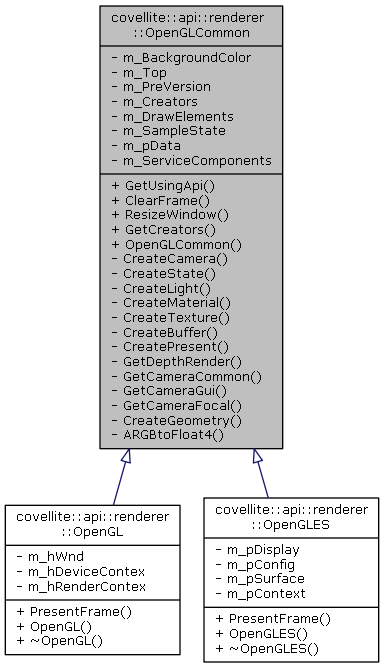 covellite::api::renderer
::OpenGLCommon
- m_BackgroundColor
- m_Top
- m_PreVersion
- m_Creators
- m_DrawElements
- m_SampleState
- m_pData
- m_ServiceComponents
+ GetUsingApi()
+ ClearFrame()
+ ResizeWindow()
+ GetCreators()
+ OpenGLCommon()
- CreateCamera()
- CreateState()
- CreateLight()
- CreateMaterial()
- CreateTexture()
- CreateBuffer()
- CreatePresent()
- GetDepthRender()
- GetCameraCommon()
- GetCameraGui()
- GetCameraFocal()
- CreateGeometry()
- ARGBtoFloat4()
covellite::api::renderer
::OpenGL
- m_hWnd
- m_hDeviceContex
- m_hRenderContex
+ PresentFrame()
+ OpenGL()
+ ~OpenGL()
covellite::api::renderer
::OpenGLES
- m_pDisplay
- m_pConfig
- m_pSurface
- m_pContext
+ PresentFrame()
+ OpenGLES()
+ ~OpenGLES()